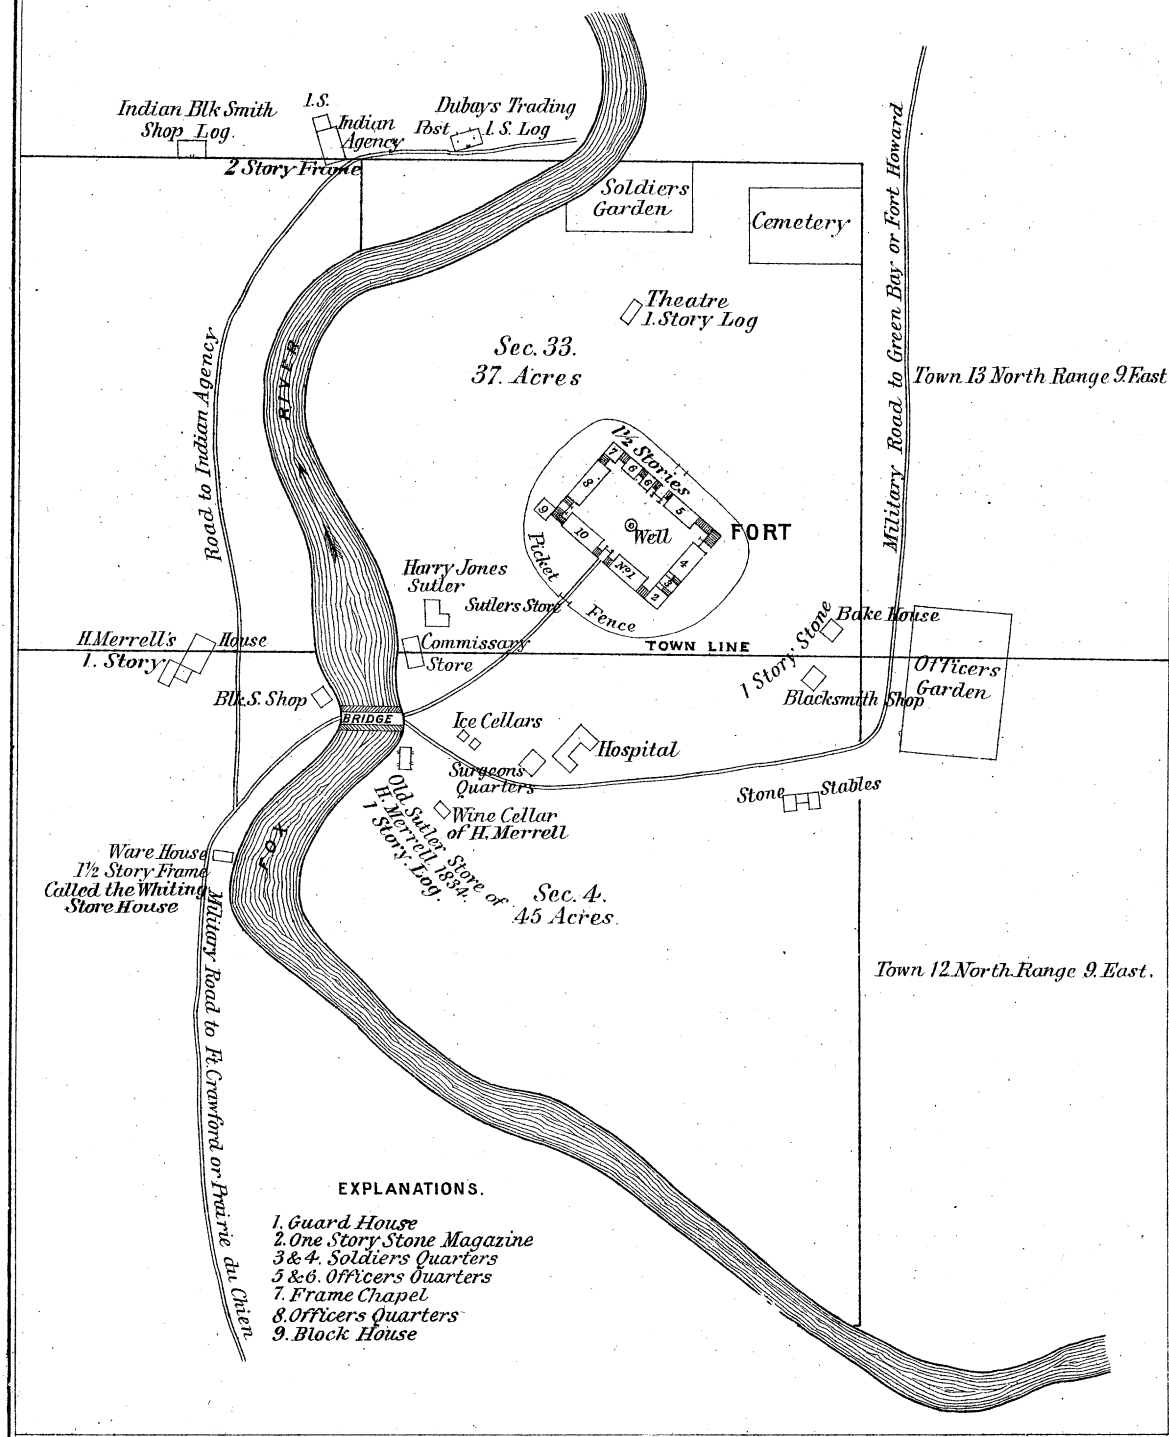 Indian Blk Smith
Shop Log.
1.S.
Indian
Agency
2 Story Frame
Dubays Trading
Post 1.S. Log
Soldiers
Garden
Cemetery
Theatre
1.Story Log
Sec. 33.
37. Acres
Military Road to Green Bay or Fort Howard
Town 13 North Range 9.East
RIVER
Road to Indian Agency
1½ Stories
7
6
6
5
8
9
10
Well
4
3
No 1
2
FORT
Picket
Fence
Harry Jones
Sutler
Sutlers Store
Commissary
Store
TOWN LINE
H.Merrell's House
1. Story
Blk.S. Shop
BRIDGE
Bake House
1 Story Stone
Blacksmith Shop
Officers
Garden
Ice Cellars
Hospital
Surgeons
Quarters
Stone Stables
Old Sutler Store of
H. Merrell 1834.
1 Story. Log.
Wine Cellar
of H. Merrell
FOX
Ware House
1½ Story Frame
Called the Whiting
Store House
Sec. 4.
45 Acres.
Town 12.North.Range 9.East.
Military Road to Ft. Crawford or Prairie du Chien
EXPLANATIONS.
1. Guard House
2. One Story Stone Magazine
3 & 4. Soldiers Quarters
5 & 6. Officers Quarters
7. Frame Chapel
8. Officers Quarters
9. Block House